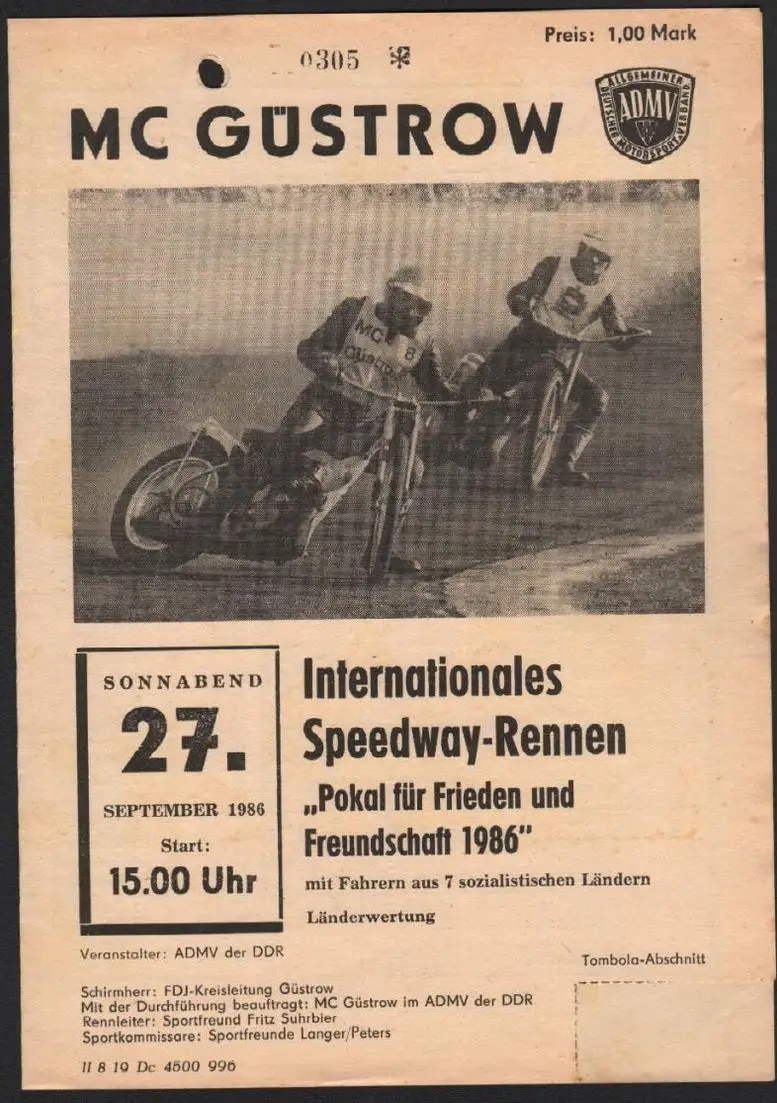 Preis: 1,00 Mark
0305
MC GÜSTROW
ALLGEMEINER
DEUTSCHER MOTORSPORT-VERBAND
ADMV
MC 8
Güstrow
SONNABEND
27.
SEPTEMBER 1986
Start:
15.00 Uhr
Internationales
Speedway-Rennen
„Pokal für Frieden und
Freundschaft 1986”
mit Fahrern aus 7 sozialistischen Ländern
Länderwertung
Veranstalter: ADMV der DDR
Tombola-Abschnitt
Schirmherr: FDJ-Kreisleitung Güstrow
Mit der Durchführung beauftragt: MC Güstrow im ADMV der DDR
Rennleiter: Sportfreund Fritz Suhrbier
Sportkommissare: Sportfreunde Langer/Peters
II 8 19 Dc 4500 996